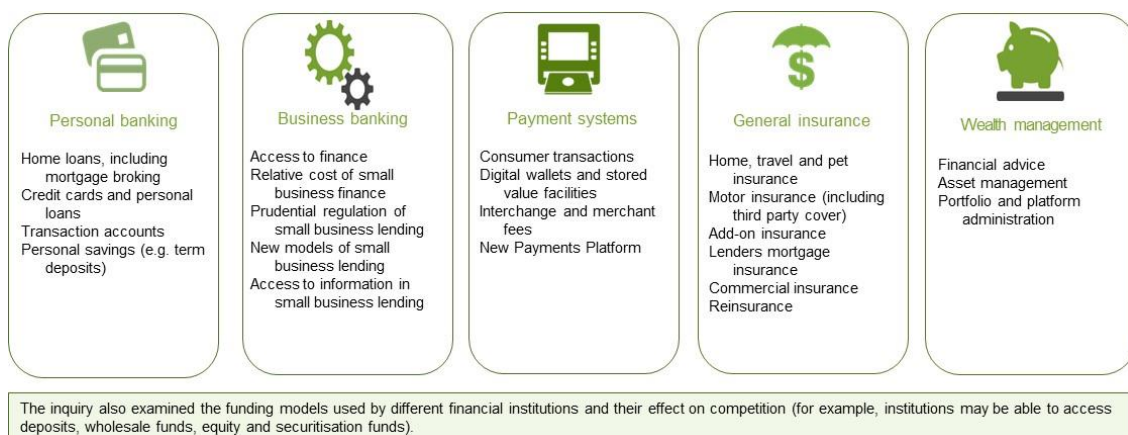 Personal banking
Home loans, including
mortgage broking
Credit cards and personal
loans
Transaction accounts
Personal savings (e.g. term
deposits)
Business banking
Access to finance
Relative cost of small
business finance
Prudential regulation of
small business lending
New models of small
business lending
Access to information in
small business lending
Payment systems
Consumer transactions
Digital wallets and stored
value facilities
Interchange and merchant
fees
New Payments Platform
$
General insurance
Home, travel and pet
insurance
Motor insurance (including
third party cover)
Add-on insurance
Lenders mortgage
insurance
Commercial insurance
Reinsurance
Wealth management
Financial advice
Asset management
Portfolio and platform
administration
The inquiry also examined the funding models used by different financial institutions and their effect on competition (for example, institutions may be able to access
deposits, wholesale funds, equity and securitisation funds).